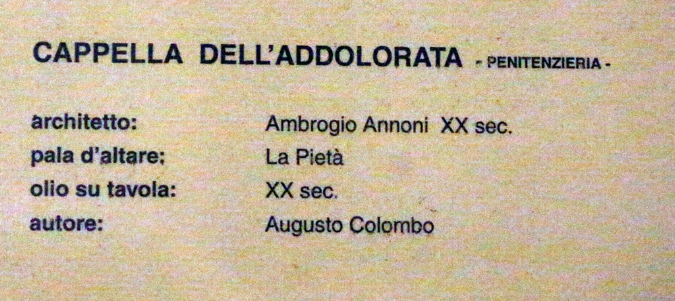 CAPPELLA DELL'ADDOLORATA - PENITENZIERIA -
architetto: Ambrogio Annoni XX sec.
pala d'altare: La Pietà
olio su tavola: XX sec.
autore: Augusto Colombo